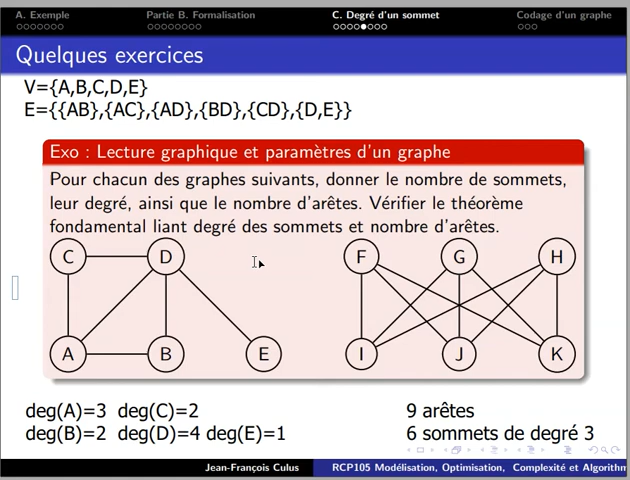 A. Exemple Partie B. Formalisation C. Degré d'un sommet Codage d'un graphe
Quelques exercices
V={A,B,C,D,E}
E={{AB},{AC},{AD},{BD},{CD},{D,E}}
Exo : Lecture graphique et paramètres d'un graphe
Pour chacun des graphes suivants, donner le nombre de sommets,
leur degré, ainsi que le nombre d'arêtes. Vérifier le théorème
fondamental liant degré des sommets et nombre d'arêtes.
C D F G H
A B E I J K
deg(A)=3 deg(C)=2 9 arêtes
deg(B)=2 deg(D)=4 deg(E)=1 6 sommets de degré 3
Jean-François Culus RCP105 Modélisation, Optimisation, Complexité et Algorithm